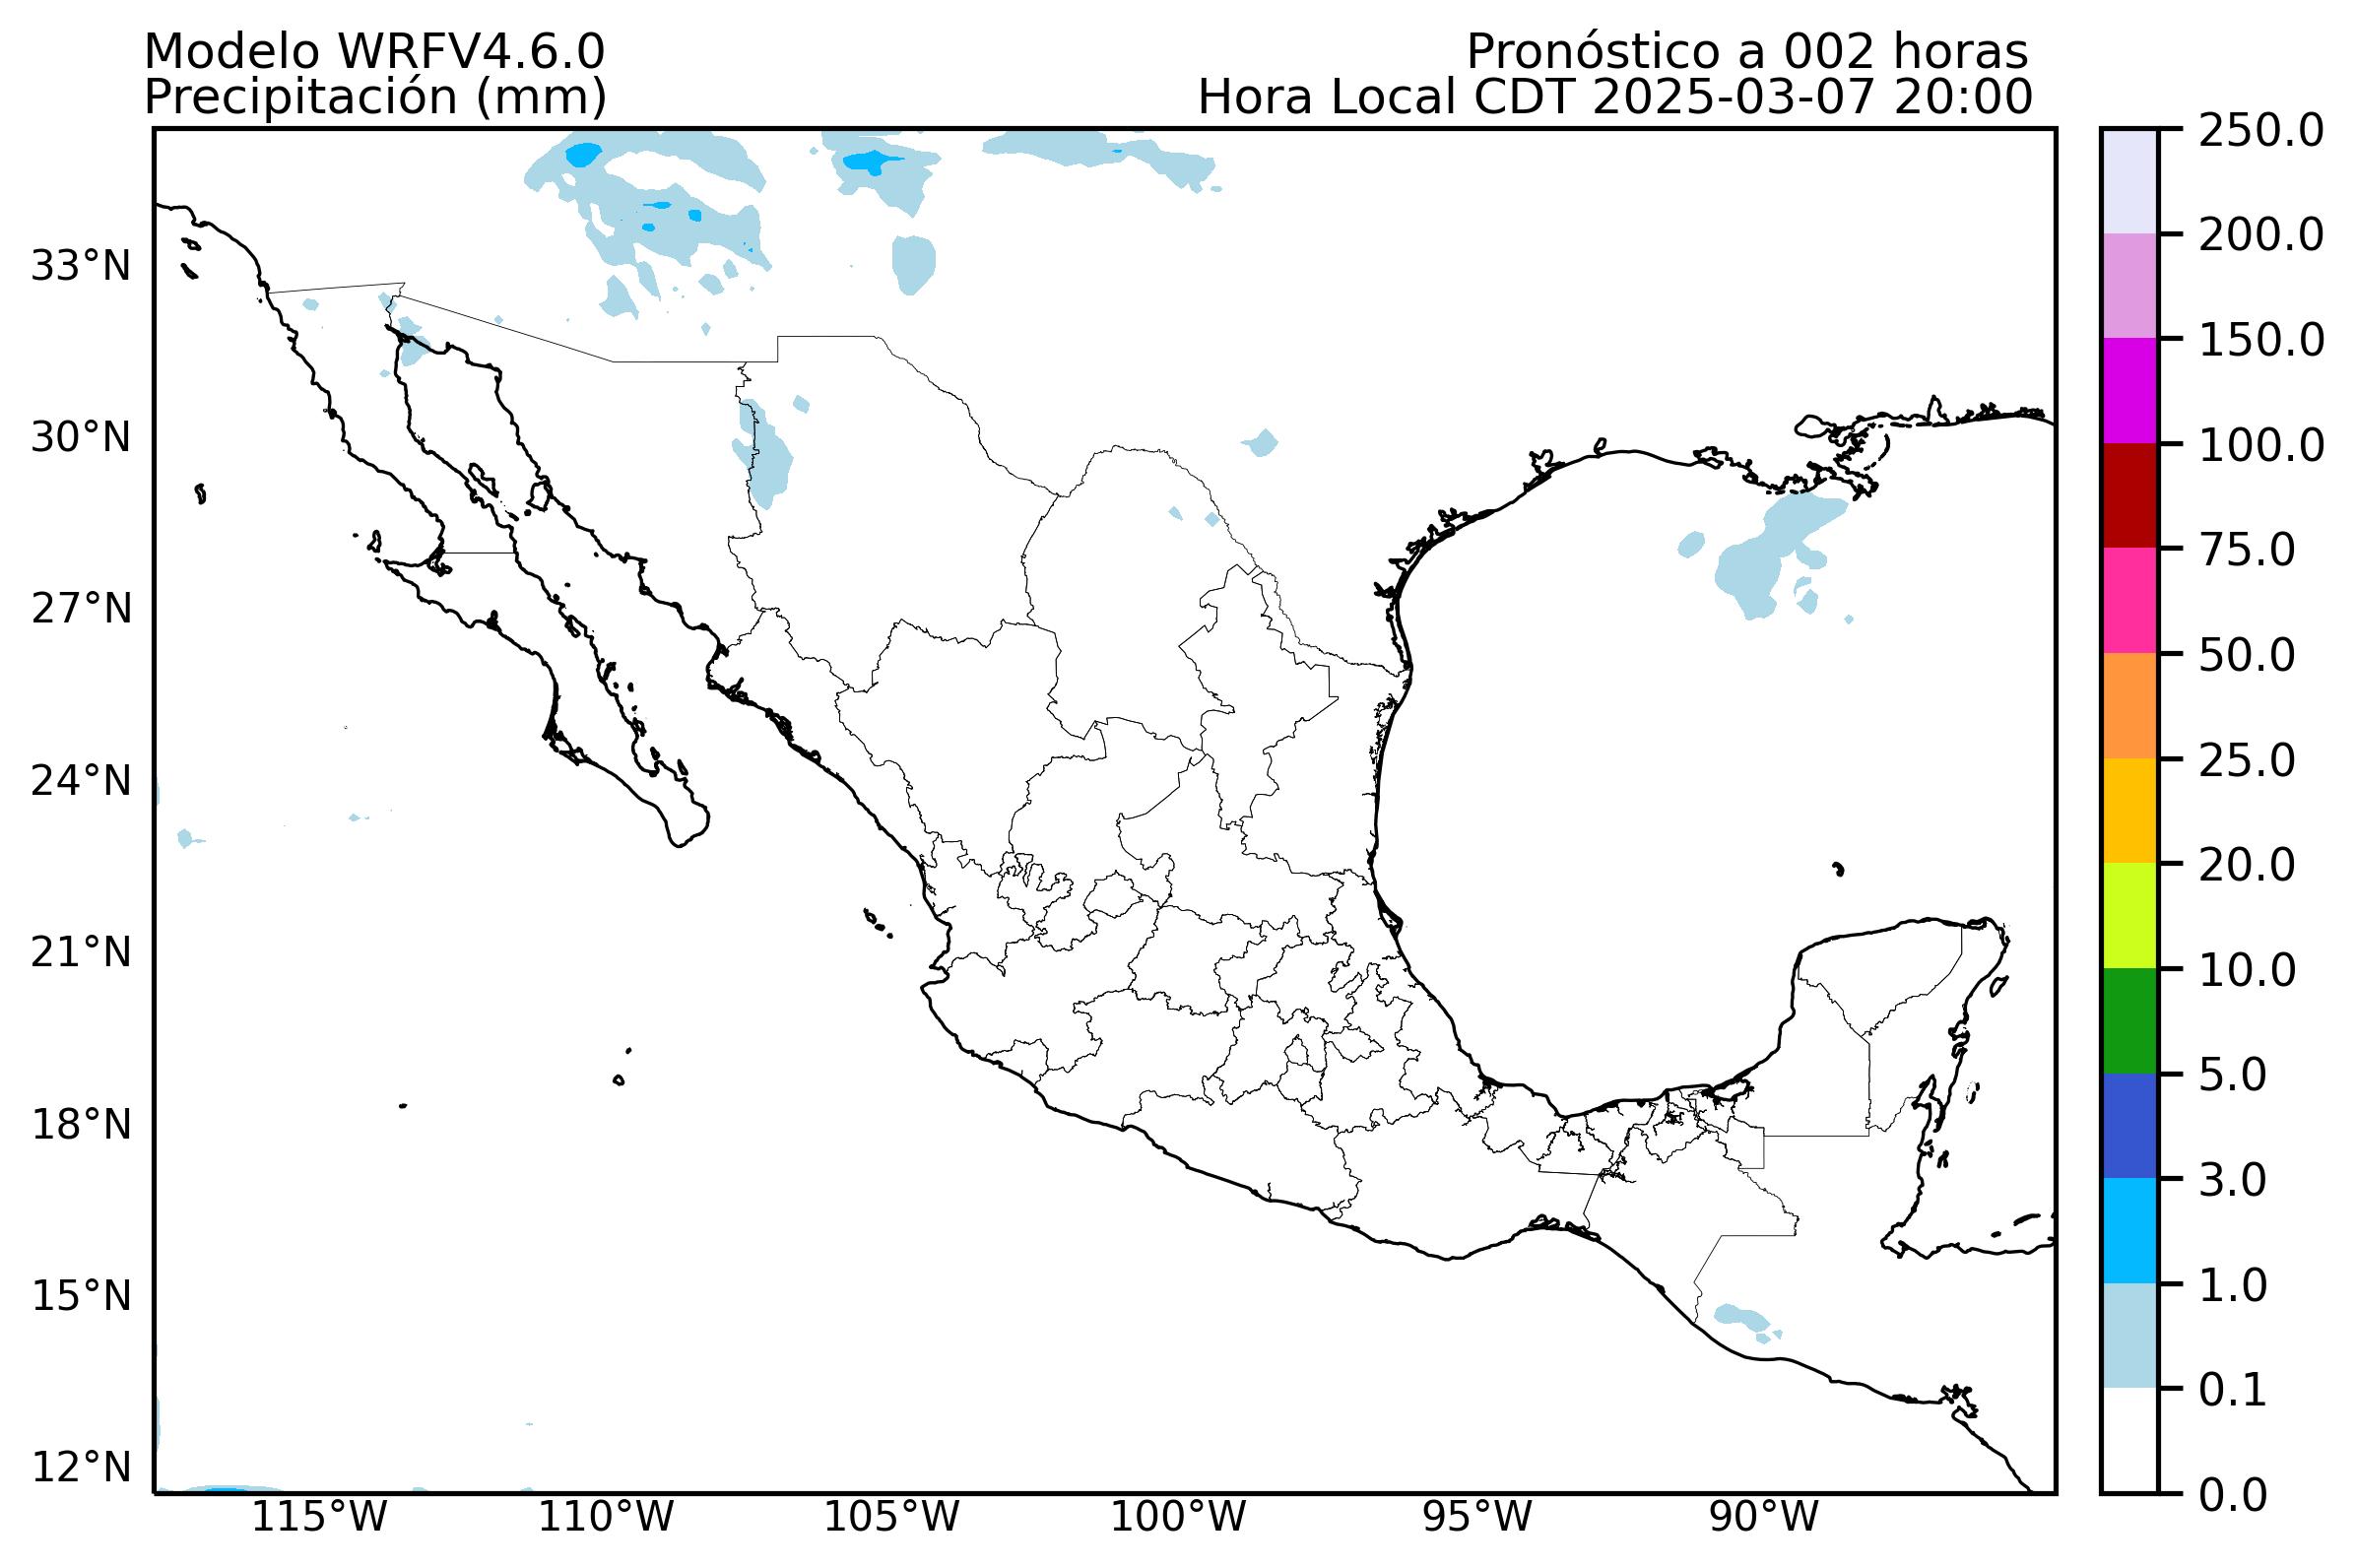 Modelo WRFV4.6.0
Precipitación (mm)
Pronóstico a 002 horas
Hora Local CDT 2025-03-07 20:00
33°N
30°N
27°N
24°N
21°N
18°N
15°N
12°N
115°W
110°W
105°W
100°W
95°W
90°W
250.0
200.0
150.0
100.0
75.0
50.0
25.0
20.0
10.0
5.0
3.0
1.0
0.1
0.0